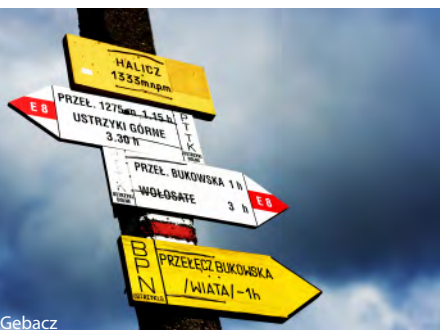 HALICZ
1333 m npm
E 8
PRZEŁ. 1275 m 1.15 h
USTRZYKI GÓRNE
3.30 h
PTTK
PRZEŁ. BUKOWSKA 1 h
WOŁOSATE 3 h
E 8
BPN
PRZEŁĘCZ BUKOWSKA
/WIATA/-1h
Gebacz